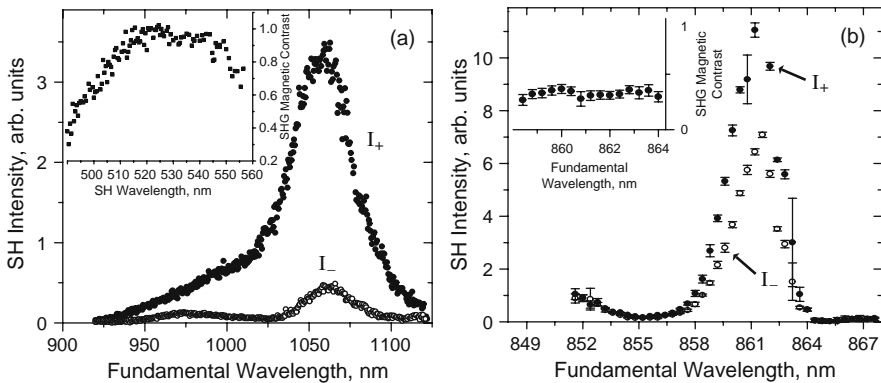 (a)
SH Intensity, arb. units
3
2
1
0
900
950
1000
1050
1100
Fundamental Wavelength, nm
I₊
I₋
1.0
0.8
0.6
0.4
0.2
SHG Magnetic Contrast
500 510 520 530 540 550 560
SH Wavelength, nm
(b)
SH Intensity, arb. units
10
8
6
4
2
0
849
852
855
858
861
864
867
Fundamental Wavelength, nm
I₊
I₋
1
0
SHG Magnetic
Contrast
860
862
864
Fundamental
Wavelength, nm